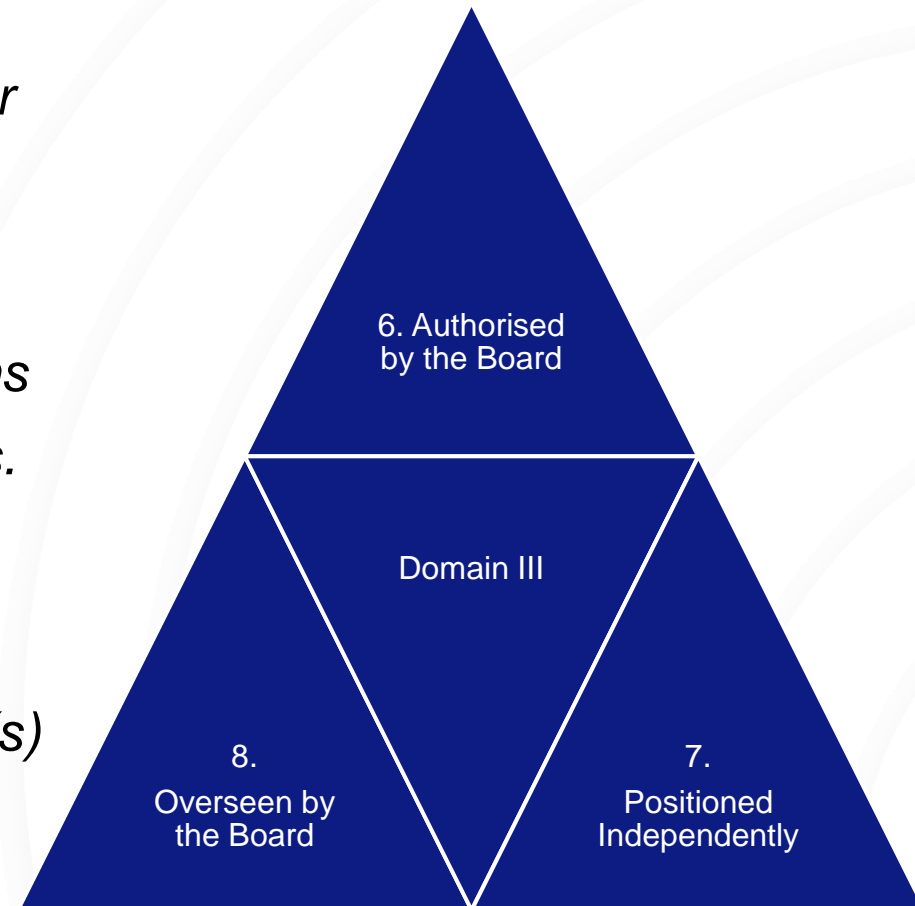 r
s
s.
s)
6. Authorised
by the Board
Domain III
8.
Overseen by
the Board
7.
Positioned
Independently